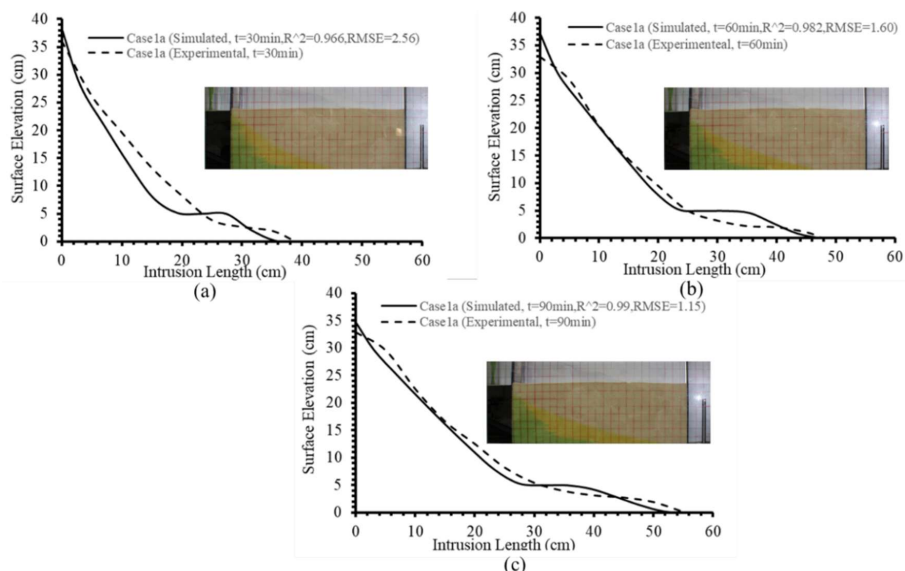 Case1a (Simulated, t=30min,R^2=0.966,RMSE=2.56)
Case1a (Experimental, t=30min)
Surface Elevation (cm)
40
35
30
25
20
15
10
5
0
0 10 20 30 40 50 60
Intrusion Length (cm)
(a)
Case1a (Simulated, t=60min,R^2=0.982,RMSE=1.60)
Case1a (Experimenteal, t=60min)
Surface Elevation (cm)
40
35
30
25
20
15
10
5
0
0 10 20 30 40 50 60
Intrusion Length (cm)
(b)
Case1a (Simulated, t=90min,R^2=0.99,RMSE=1.15)
Case1a (Experimental, t=90min)
Surface Elevation (cm)
40
35
30
25
20
15
10
5
0
0 10 20 30 40 50 60
Intrusion Length (cm)
(c)